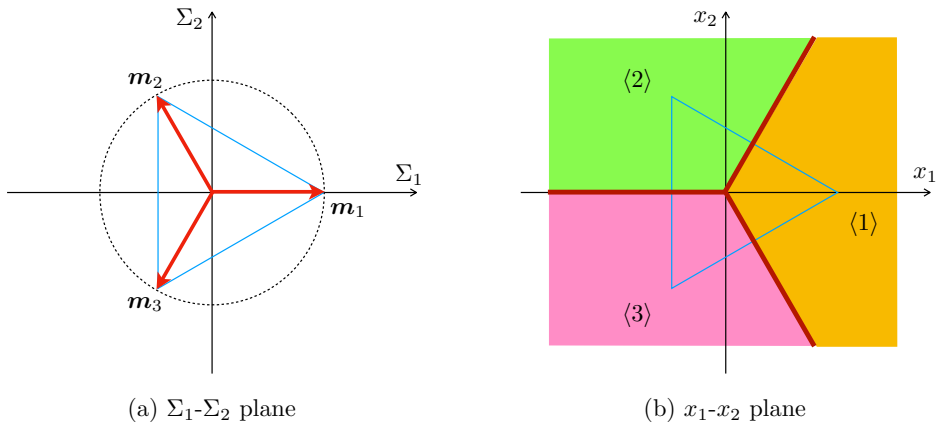 Σ₂
m₂
Σ₁
m₁
m₃
(a) Σ₁-Σ₂ plane
x₂
⟨2⟩
x₁
⟨1⟩
⟨3⟩
(b) x₁-x₂ plane